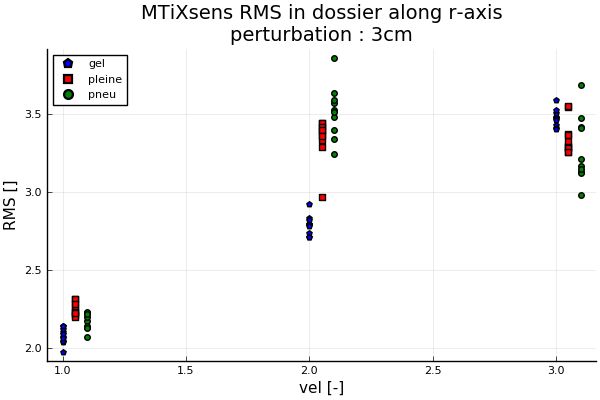 MTiXsens RMS in dossier along r-axis
perturbation : 3cm
gel
pleine
pneu
RMS []
3.5
3.0
2.5
2.0
1.0
1.5
2.0
2.5
3.0
vel [-]